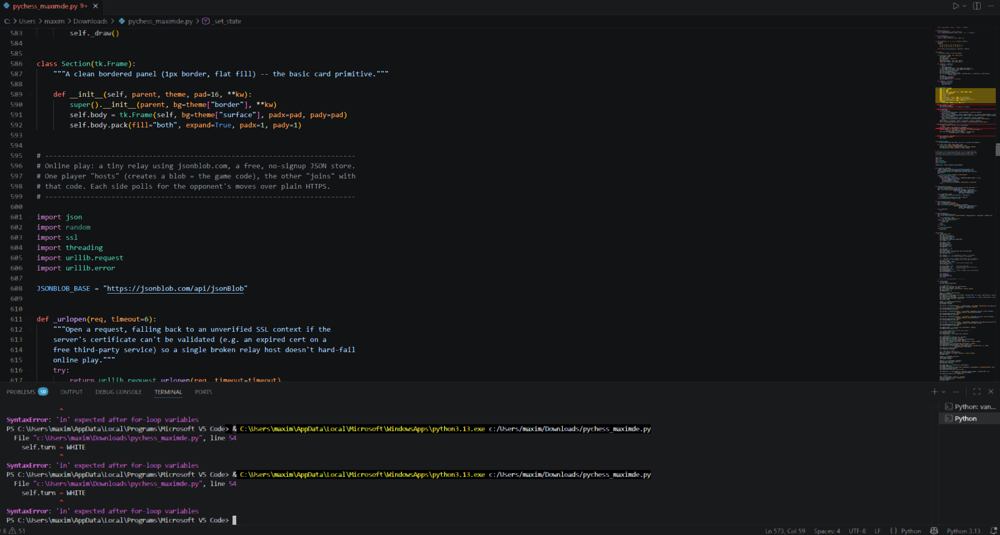 pychess_maximde.py 9+
C: > Users > maxim > Downloads > pychess_maximde.py > _set_state
583 self._draw()
584
585
586 class Section(tk.Frame):
587 """A clean bordered panel (1px border, flat fill) -- the basic card primitive."""
588
589 def __init__(self, parent, theme, pad=16, **kw):
590 super().__init__(parent, bg=theme["border"], **kw)
591 self.body = tk.Frame(self, bg=theme["surface"], padx=pad, pady=pad)
592 self.body.pack(fill="both", expand=True, padx=1, pady=1)
593
594
595 # ---------------------------------------------------------------------------
596 # Online play: a tiny relay using jsonblob.com, a free, no-signup JSON store.
597 # One player "hosts" (creates a blob = the game code), the other "joins" with
598 # that code. Each side polls for the opponent's moves over plain HTTPS.
599 # ---------------------------------------------------------------------------
600
601 import json
602 import random
603 import ssl
604 import threading
605 import urllib.request
606 import urllib.error
607
608 JSONBLOB_BASE = "https://jsonblob.com/api/jsonBlob"
609
610
611 def _urlopen(req, timeout=6):
612 """Open a request, falling back to an unverified SSL context if the
613 server's certificate can't be validated (e.g. an expired cert on a
614 free third-party service) so a single broken relay host doesn't hard-fail
615 online play."""
616 try:
617 return urllib.request.urlopen(req, timeout=timeout)
PROBLEMS 59 OUTPUT DEBUG CONSOLE TERMINAL PORTS
^
SyntaxError: 'in' expected after for-loop variables
PS C:\Users\maxim\AppData\Local\Programs\Microsoft VS Code> & C:\Users\maxim\AppData\Local\Microsoft\WindowsApps\python3.13.exe c:/Users/maxim/Downloads/pychess_maximde.py
File "c:\Users\maxim\Downloads\pychess_maximde.py", line 54
self.turn = WHITE
^
SyntaxError: 'in' expected after for-loop variables
PS C:\Users\maxim\AppData\Local\Programs\Microsoft VS Code> & C:\Users\maxim\AppData\Local\Microsoft\WindowsApps\python3.13.exe c:/Users/maxim/Downloads/pychess_maximde.py
File "c:\Users\maxim\Downloads\pychess_maximde.py", line 54
self.turn = WHITE
^
SyntaxError: 'in' expected after for-loop variables
PS C:\Users\maxim\AppData\Local\Programs\Microsoft VS Code>
Python: van...
Python
8 51
Ln 573, Col 59 Spaces: 4 UTF-8 LF { } Python Python 3.13